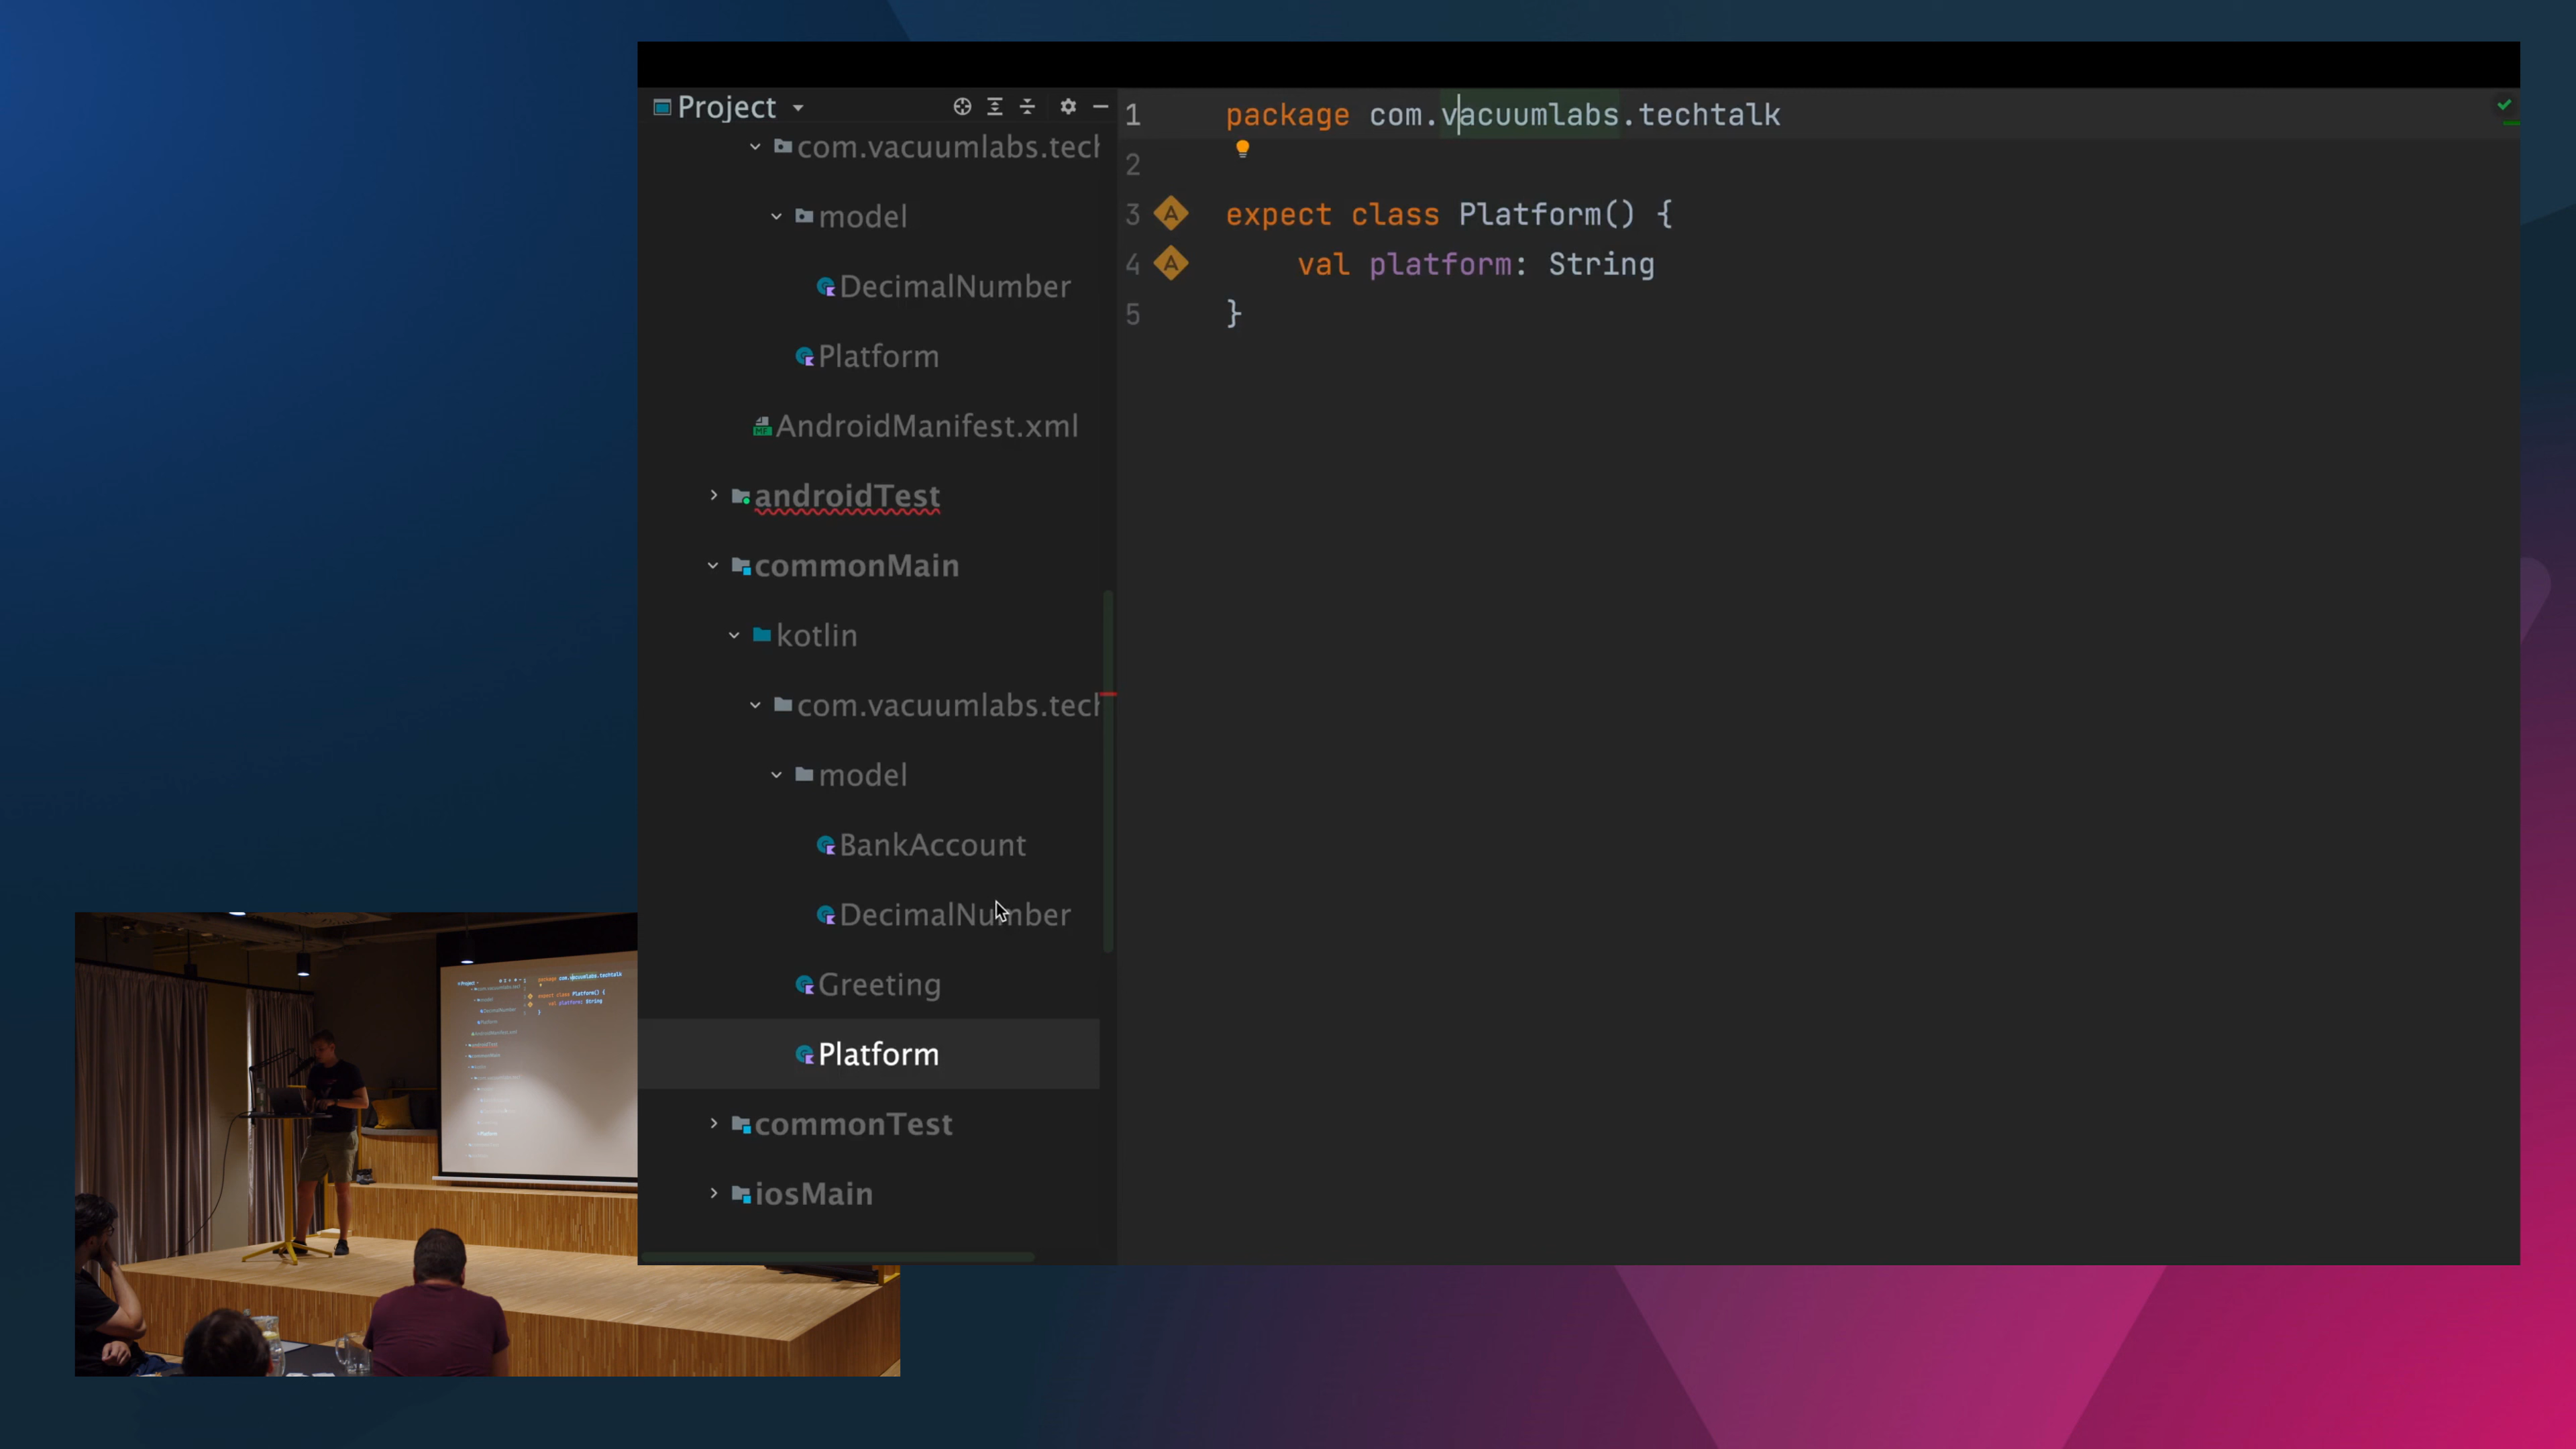 Project
com.vacuumlabs.tech
model
DecimalNumber
Platform
AndroidManifest.xml
androidTest
commonMain
kotlin
com.vacuumlabs.tech
model
BankAccount
DecimalNumber
Greeting
Platform
commonTest
iosMain
1 package com.vacuumlabs.techtalk
2
3 expect class Platform() {
4 val platform: String
5 }